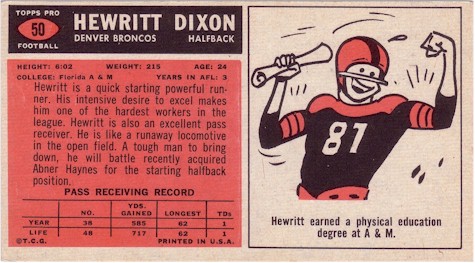 TOPPS PRO
50
FOOTBALL
HEWRITT DIXON
DENVER BRONCOS HALFBACK
HEIGHT: 6:02 WEIGHT: 215 AGE: 24
COLLEGE: Florida A & M YEARS IN AFL: 3
Hewritt is a quick starting powerful run-
ner. His intensive desire to excel makes
him one of the hardest workers in the
league. Hewritt is also an excellent pass
receiver. He is like a runaway locomotive
in the open field. A tough man to bring
down, he will battle recently acquired
Abner Haynes for the starting halfback
position.
PASS RECEIVING RECORD
NO. YDS. GAINED LONGEST TDs
YEAR 38 585 62 1
LIFE 48 717 62 1
©T.C.G. PRINTED IN U.S.A.
81
Hewritt earned a physical education
degree at A & M.